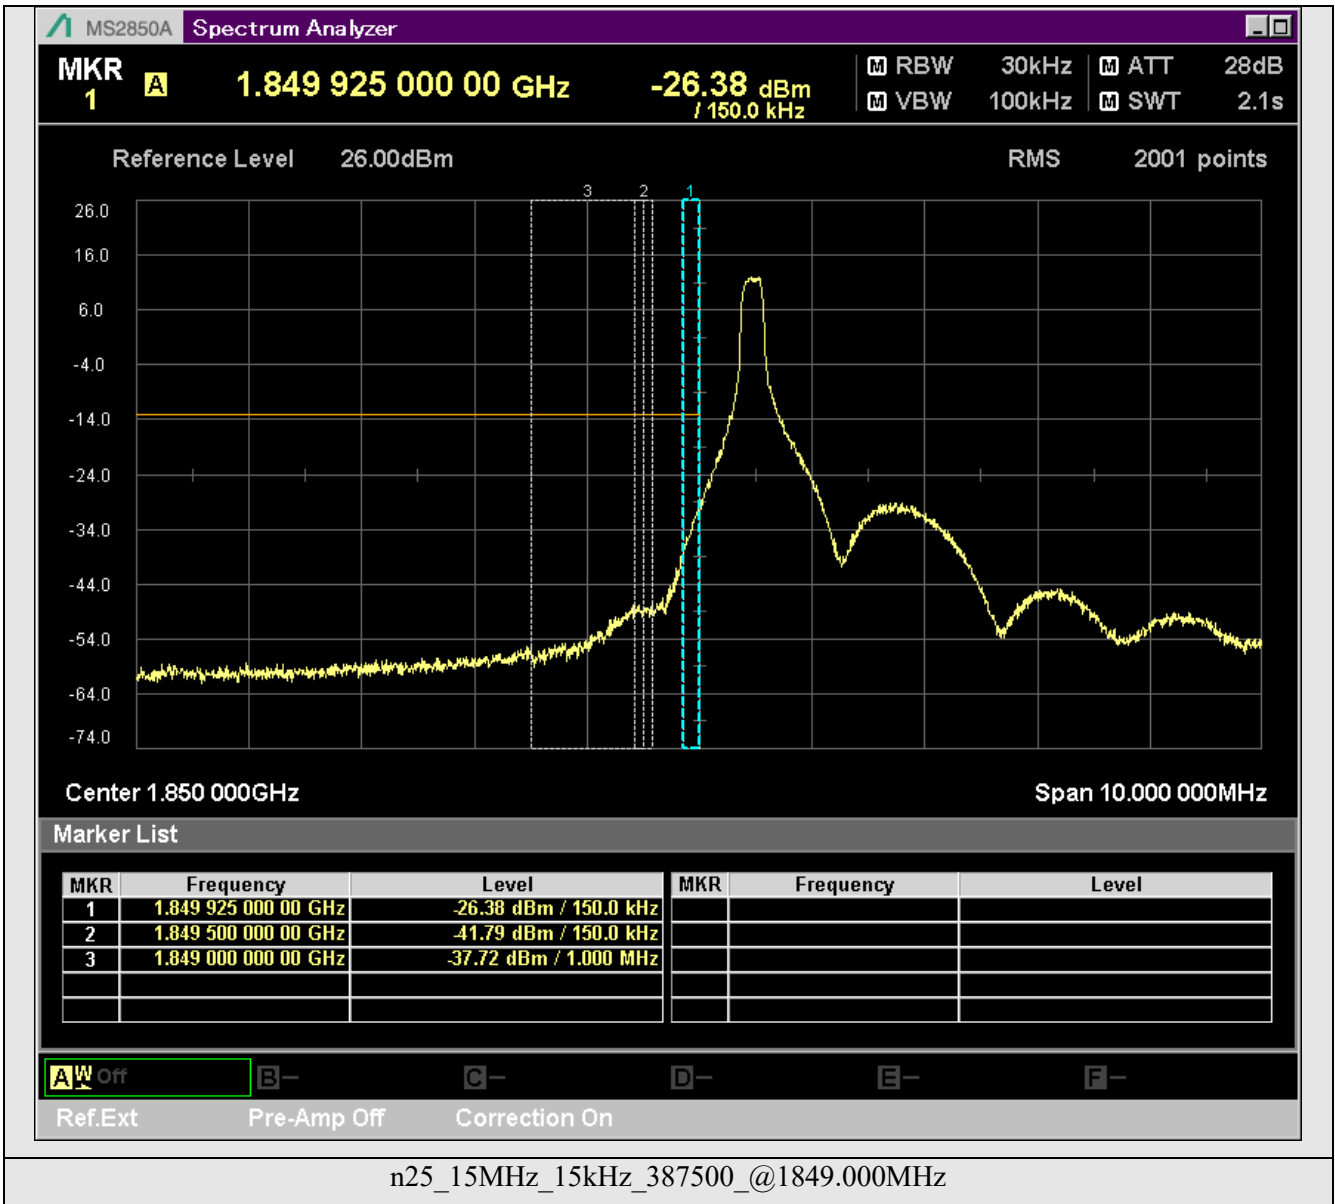 MS2850A Spectrum Analyzer
MKR 1 A 1.849 925 000 00 GHz -26.38 dBm / 150.0 kHz
M RBW 30kHz M ATT 28dB
M VBW 100kHz M SWT 2.1s
Reference Level 26.00dBm RMS 2001 points
3 2 1
26.0
16.0
6.0
-4.0
-14.0
-24.0
-34.0
-44.0
-54.0
-64.0
-74.0
Center 1.850 000GHz Span 10.000 000MHz
Marker List
MKR Frequency Level MKR Frequency Level
1 1.849 925 000 00 GHz -26.38 dBm / 150.0 kHz
2 1.849 500 000 00 GHz -41.79 dBm / 150.0 kHz
3 1.849 000 000 00 GHz -37.72 dBm / 1.000 MHz
A W Off B- C- D- E- F-
Ref.Ext Pre-Amp Off Correction On
n25_15MHz_15kHz_387500_@1849.000MHz